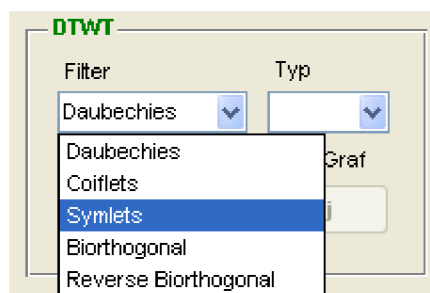 DTWT
Filter Typ
Daubechies
Daubechies
Graf
Coiflets
Symlets
Biorthogonal
Reverse Biorthogonal